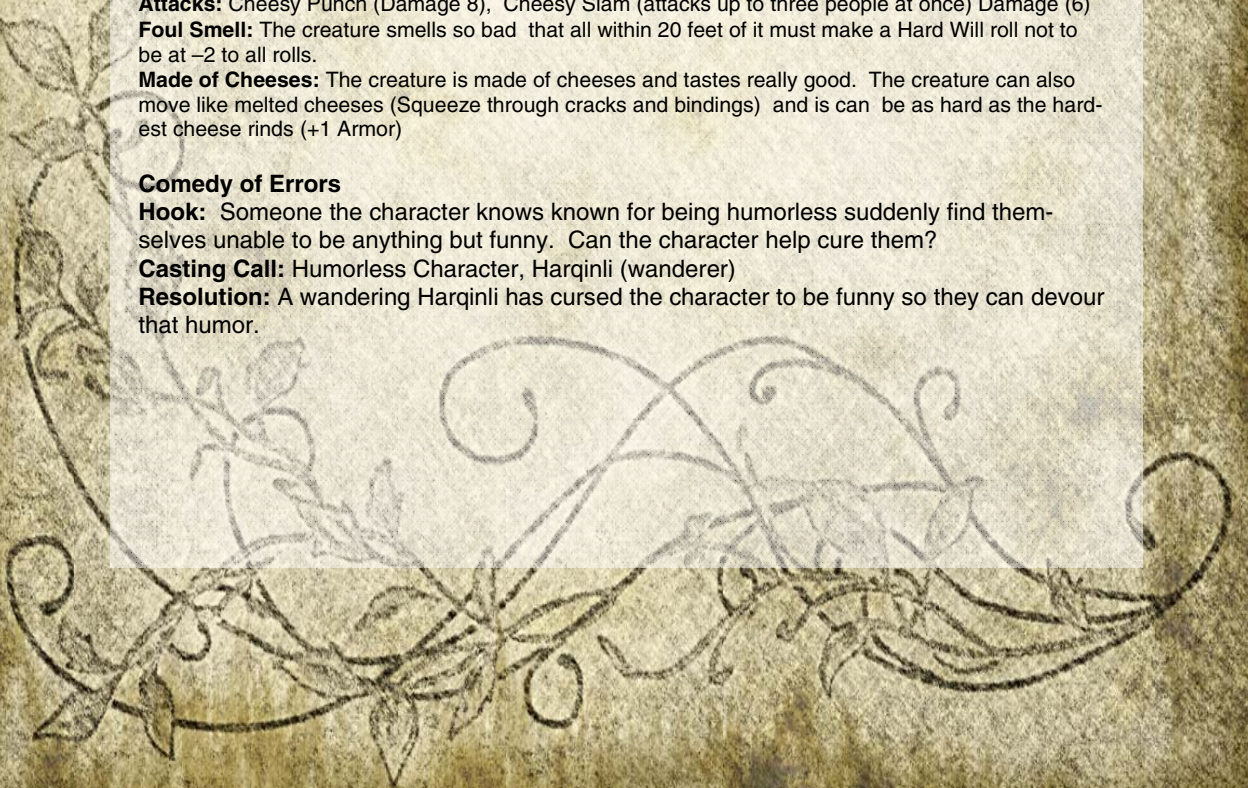 Attacks: Cheesy Punch (Damage 8), Cheesy Slam (attacks up to three people at once) Damage (6)
Foul Smell: The creature smells so bad that all within 20 feet of it must make a Hard Will roll not to
be at –2 to all rolls.
Made of Cheeses: The creature is made of cheeses and tastes really good. The creature can also
move like melted cheeses (Squeeze through cracks and bindings) and is can be as hard as the hard-
est cheese rinds (+1 Armor)
Comedy of Errors
Hook: Someone the character knows known for being humorless suddenly find them-
selves unable to be anything but funny. Can the character help cure them?
Casting Call: Humorless Character, Harqinli (wanderer)
Resolution: A wandering Harqinli has cursed the character to be funny so they can devour
that humor.